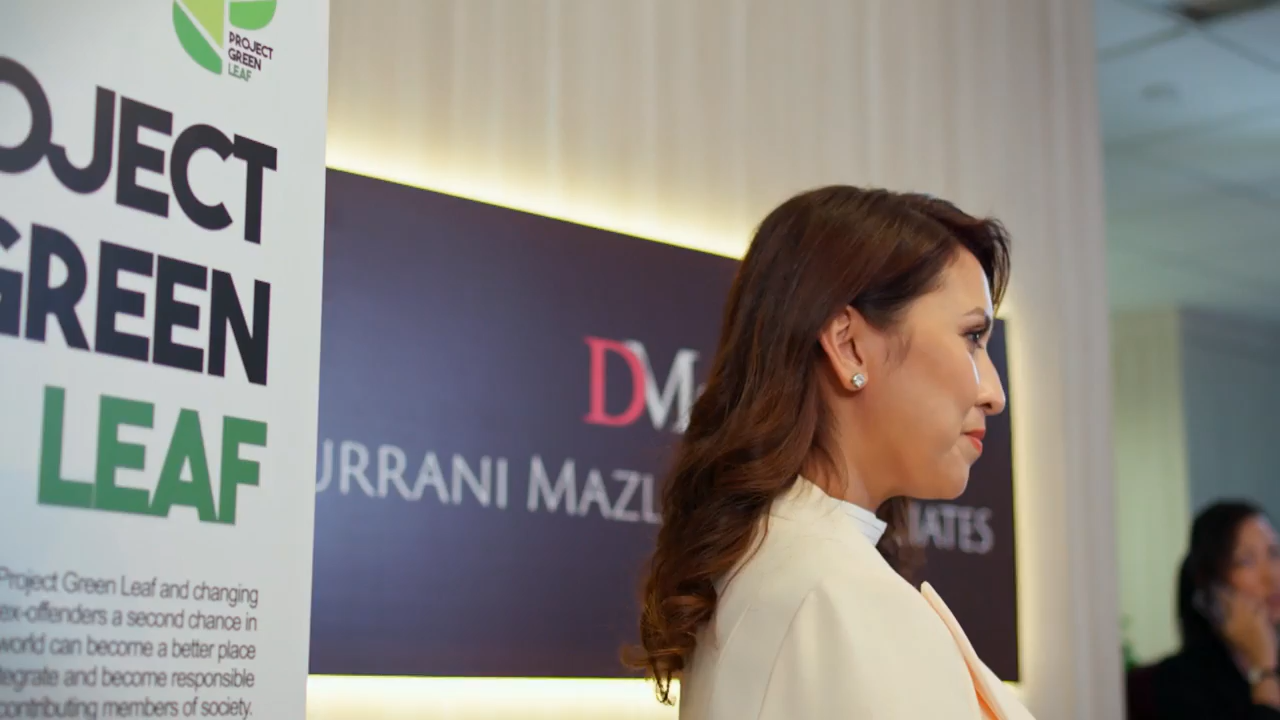 PROJECT
GREEN
LEAF
OJECT
GREEN
LEAF
Project Green Leaf and changing
ex-offenders a second chance in
world can become a better place
tegrate and become responsible
contributing members of society.
DM
URRANI MAZL IATES